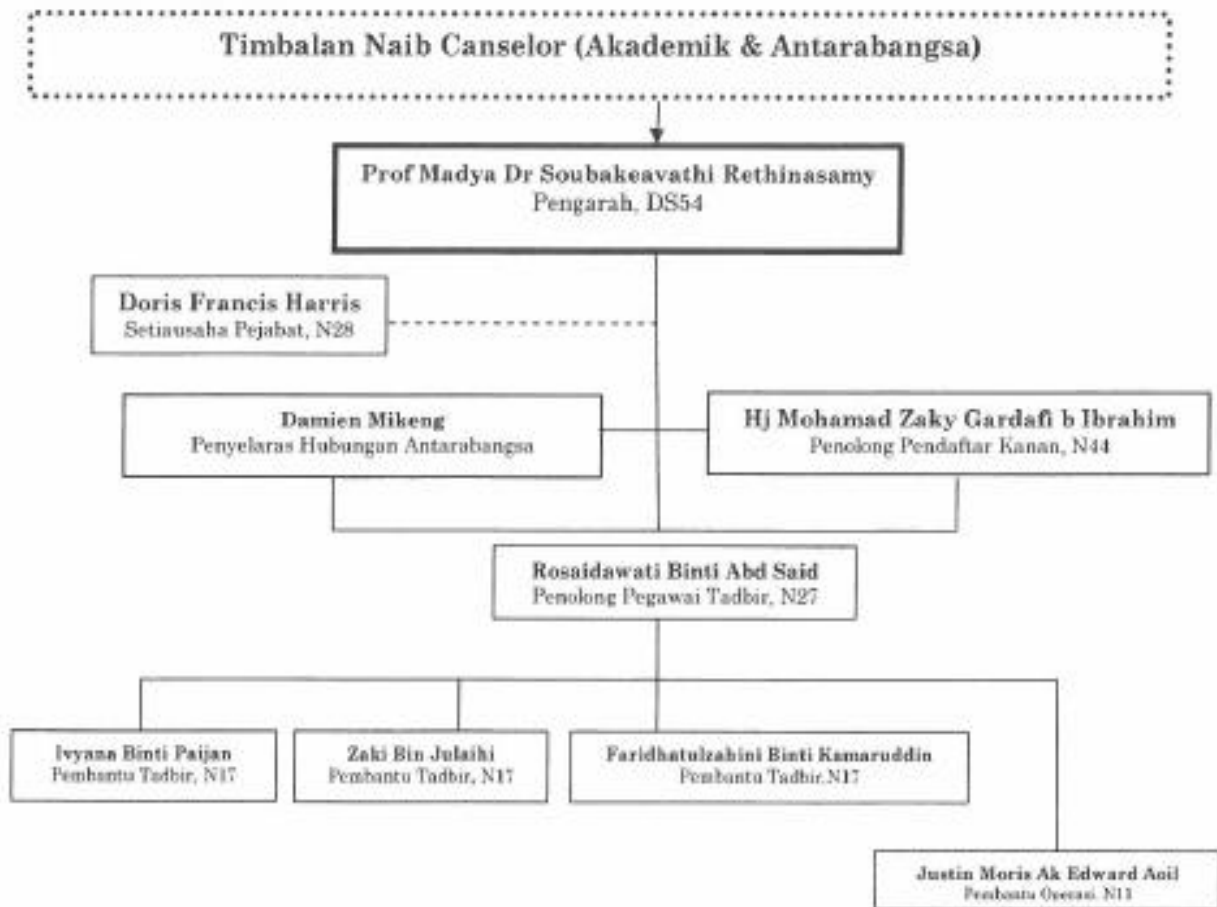 Timbalan Naib Canselor (Akademik & Antarabangsa)
Prof Madya Dr Soubakeavathi Rethinasamy
Pengarah, DS54
Doris Francis Harris
Setiausaha Pejabat, N28
Damien Mikeng
Penyelaras Hubungan Antarabangsa
Hj Mohamad Zaky Gardafi b Ibrahim
Penolong Pendaftar Kanan, N44
Rosaidawati Binti Abd Said
Penolong Pegawai Tadbir, N27
Ivyana Binti Paijan
Pembantu Tadbir, N17
Zaki Bin Julaihi
Pembantu Tadbir, N17
Faridhatulzahini Binti Kamaruddin
Pembantu Tadbir.N17
Justin Moris Ak Edward Aoil
Pembantu Operasi. N11